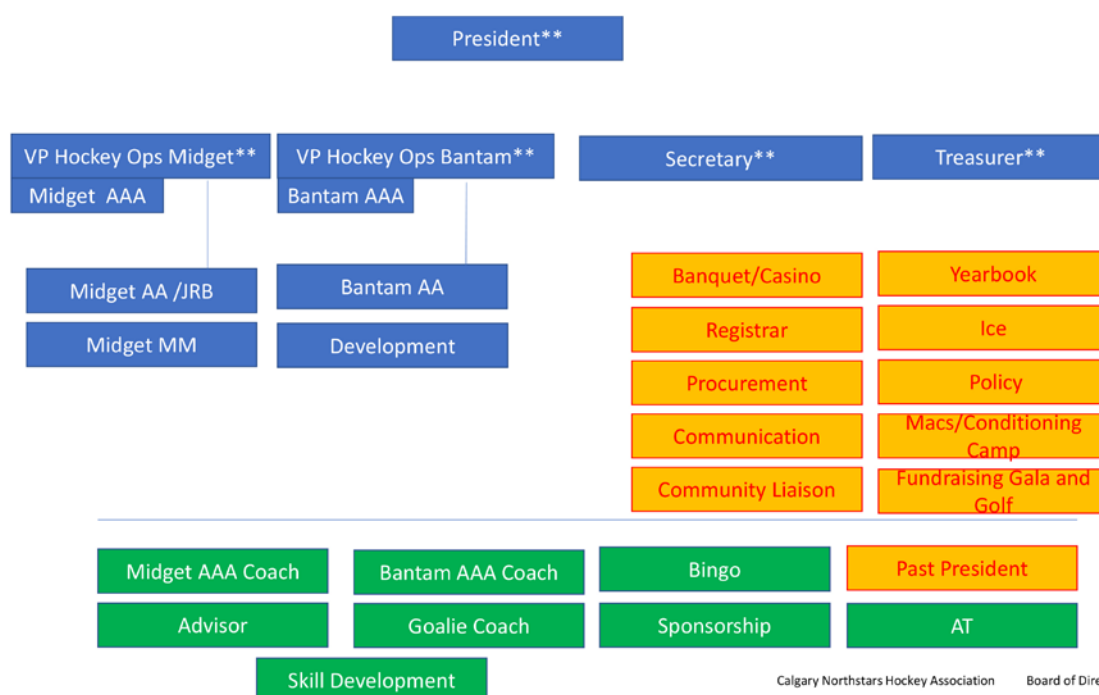 President**
VP Hockey Ops Midget**
VP Hockey Ops Bantam**
Secretary**
Treasurer**
Midget AAA
Bantam AAA
Midget AA /JRB
Bantam AA
Banquet/Casino
Yearbook
Midget MM
Development
Registrar
Ice
Procurement
Policy
Communication
Macs/Conditioning
Camp
Community Liaison
Fundraising Gala and
Golf
Midget AAA Coach
Bantam AAA Coach
Bingo
Past President
Advisor
Goalie Coach
Sponsorship
AT
Skill Development
Calgary Northstars Hockey Association Board of Dire